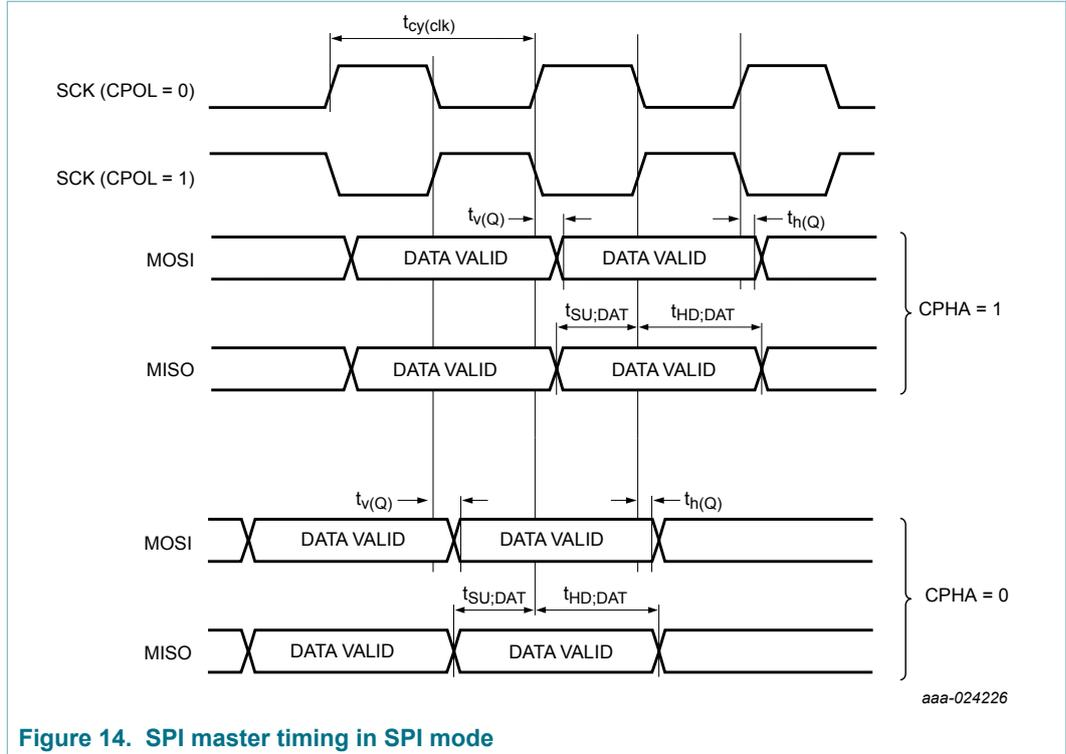 tcy(clk)
SCK (CPOL = 0)
SCK (CPOL = 1)
tv(Q)
th(Q)
MOSI
DATA VALID
DATA VALID
tSU;DAT
tHD;DAT
CPHA = 1
MISO
DATA VALID
DATA VALID
tv(Q)
th(Q)
MOSI
DATA VALID
DATA VALID
tSU;DAT
tHD;DAT
CPHA = 0
MISO
DATA VALID
DATA VALID
aaa-024226
Figure 14. SPI master timing in SPI mode